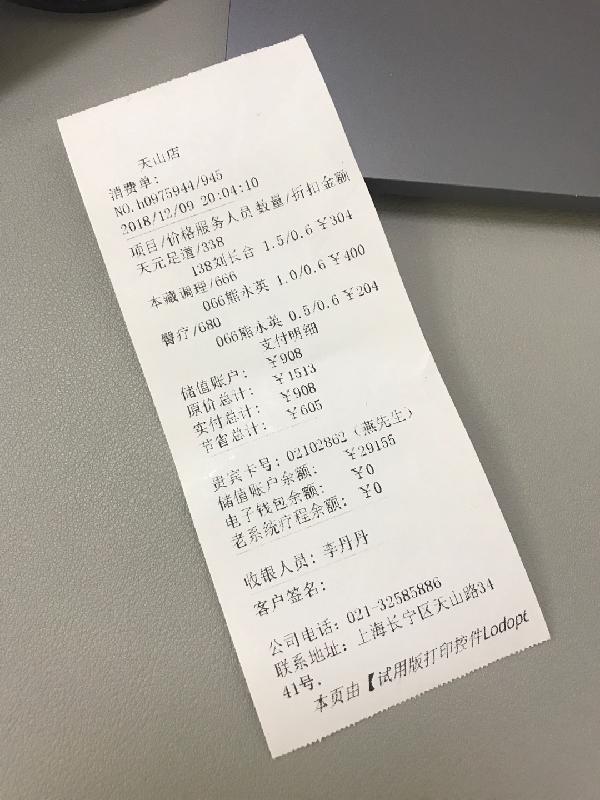 天山店
消费单:
NO.h0975944/945
2018/12/09 20:04:10
项目/价格服务人员数量/折扣金额
天元足道/338
138刘长合 1.5/0.6 ￥304
本藏调理/666
066熊永英 1.0/0.6 ￥400
臀疗/680
066熊永英 0.5/0.6 ￥204
支付明细
储值账户: ￥908
原价总计: ￥1513
实付总计: ￥908
节省总计: ￥605
贵宾卡号: 02102862 (燕先生)
储值账户余额: ￥29155
电子钱包余额: ￥0
老系统疗程余额: ￥0
收银人员: 李丹丹
客户签名:
公司电话: 021-32585886
联系地址: 上海长宁区天山路34
41号.
本页由【试用版打印控件Lodopt